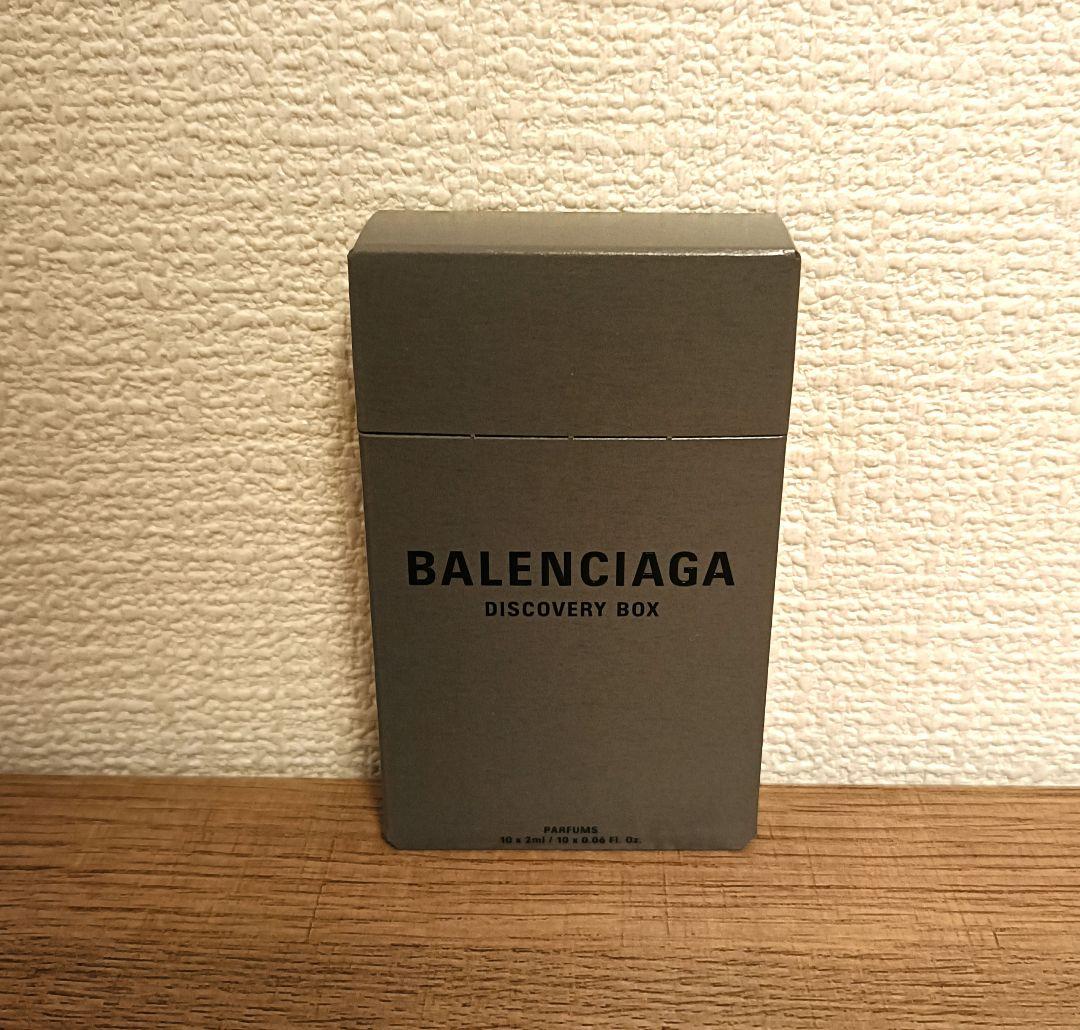 BALENCIAGA
DISCOVERY BOX
PARFUMS
10 x 2ml / 10 x 0.06 Fl. Oz.